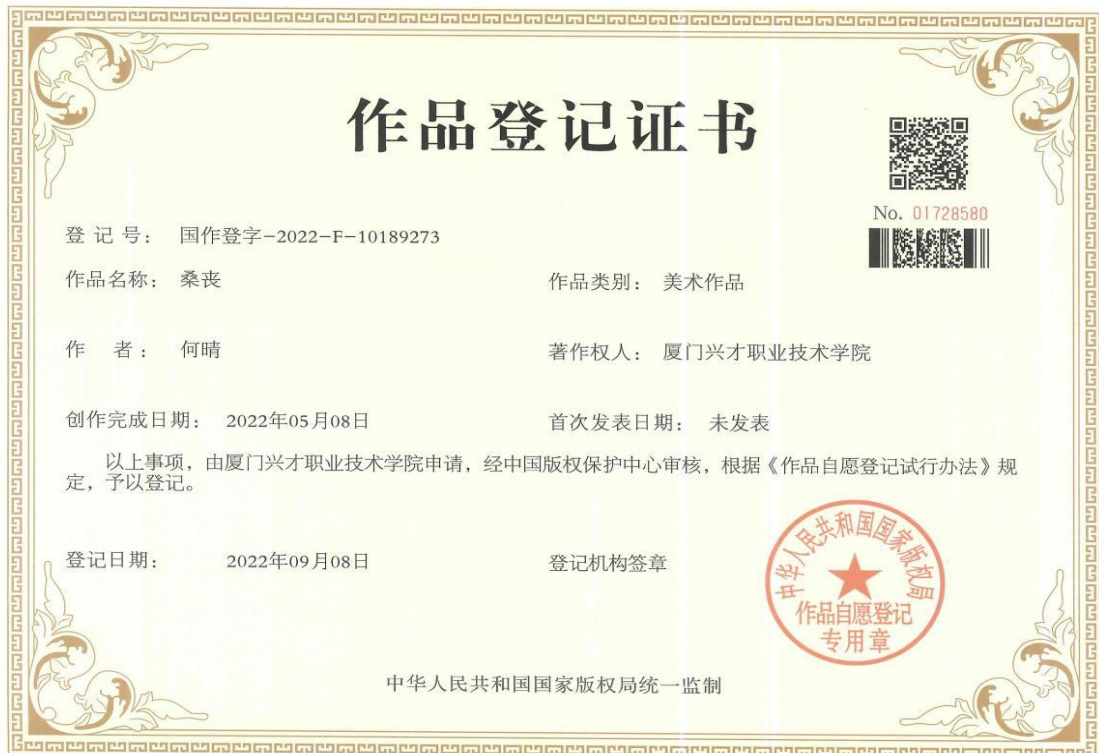 作品登记证书
No. 01728580
登 记 号： 国作登字-2022-F-10189273
作品名称： 桑丧
作品类别： 美术作品
作 者： 何晴
著作权人： 厦门兴才职业技术学院
创作完成日期： 2022年05月08日
首次发表日期： 未发表
以上事项，由厦门兴才职业技术学院申请，经中国版权保护中心审核，根据《作品自愿登记试行办法》规
定，予以登记。
登记日期： 2022年09月08日
登记机构签章
中华人民共和国国家版权局
作品自愿登记
专用章
中华人民共和国国家版权局统一监制